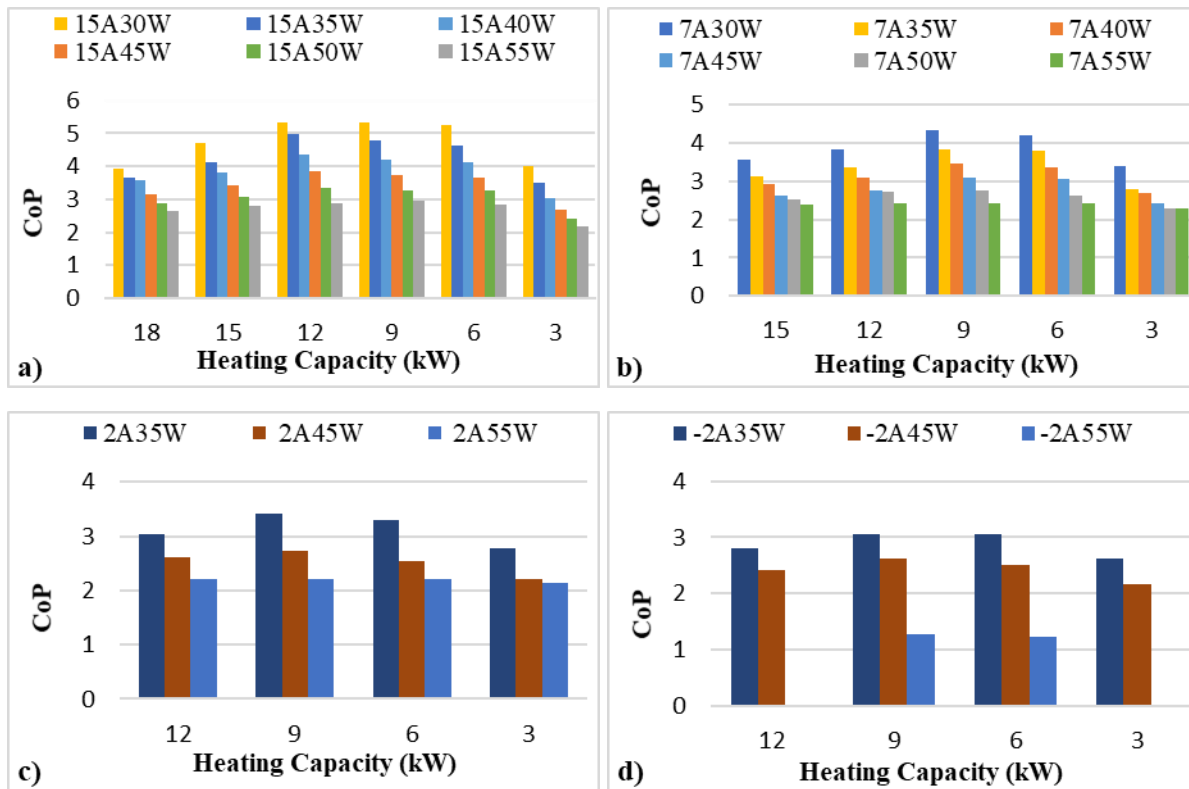 15A30W 15A35W 15A40W
15A45W 15A50W 15A55W
6
5
4
3
2
1
0
CoP
18 15 12 9 6 3
Heating Capacity (kW)
a)
7A30W 7A35W 7A40W
7A45W 7A50W 7A55W
5
4
3
2
1
0
CoP
15 12 9 6 3
Heating Capacity (kW)
b)
2A35W 2A45W 2A55W
4
3
2
1
0
CoP
12 9 6 3
Heating Capacity (kW)
c)
-2A35W -2A45W -2A55W
4
3
2
1
0
CoP
12 9 6 3
Heating Capacity (kW)
d)